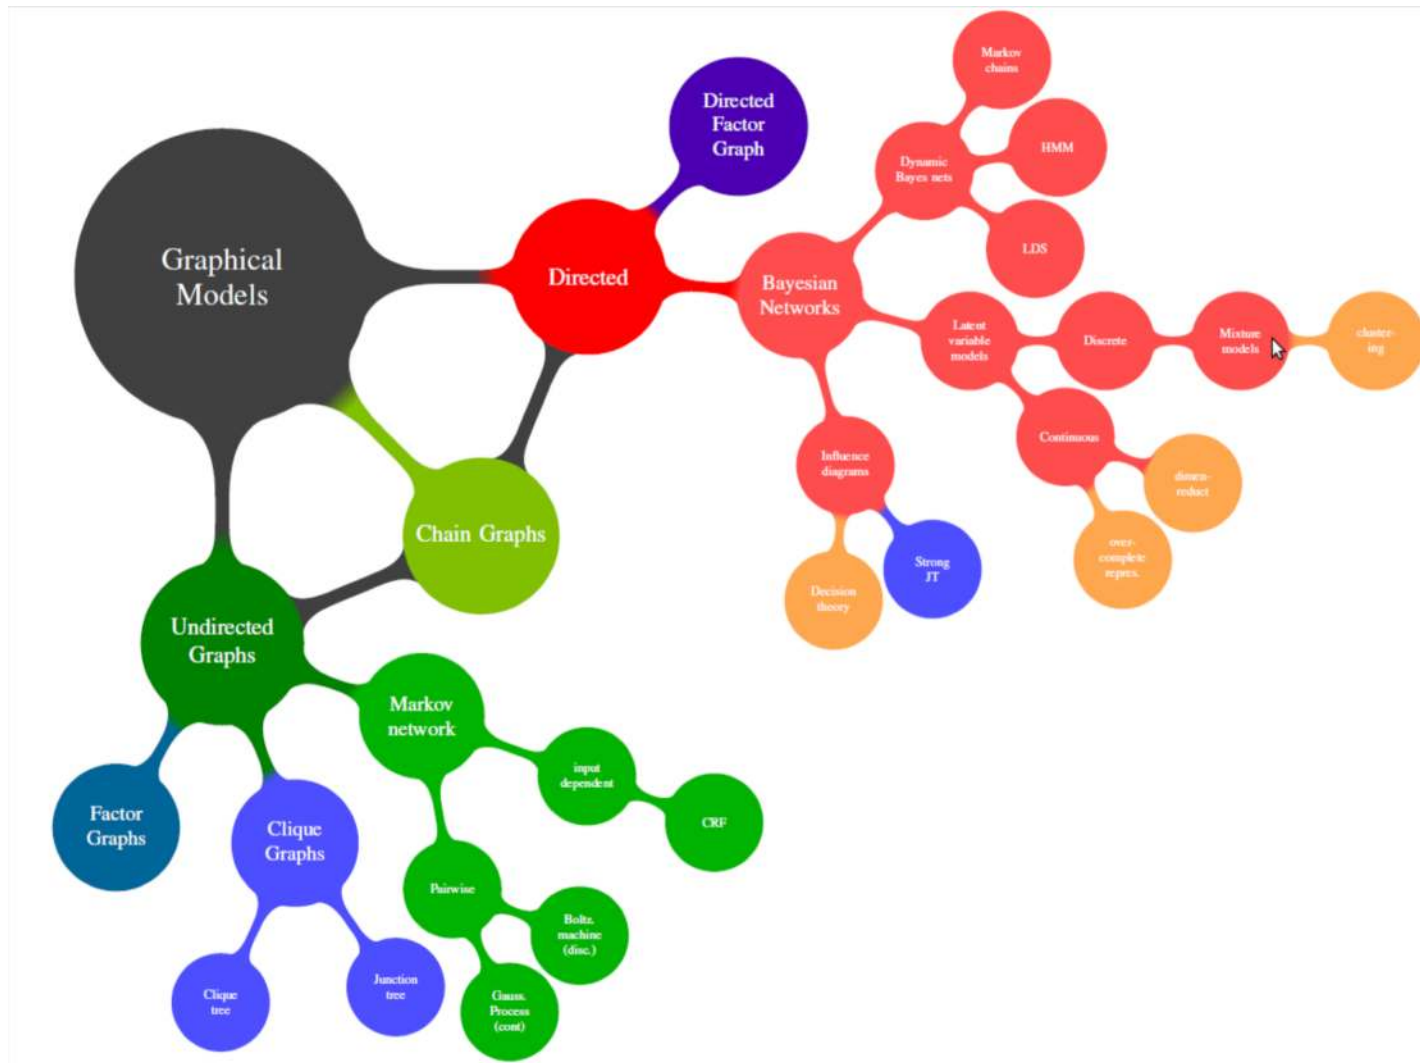 Graphical
Models
Directed
Directed
Factor
Graph
Bayesian
Networks
Dynamic
Bayes nets
Markov
chains
HMM
LDS
Latent
variable
models
Discrete
Mixture
models
cluster-
ing
Continuous
dimen-
reduct
over-
complete
repres.
Influence
diagrams
Strong
JT
Decision
theory
Chain Graphs
Undirected
Graphs
Markov
network
input
dependent
CRF
Pairwise
Boltz.
machine
(disc.)
Gauss.
Process
(cont)
Factor
Graphs
Clique
Graphs
Clique
tree
Junction
tree